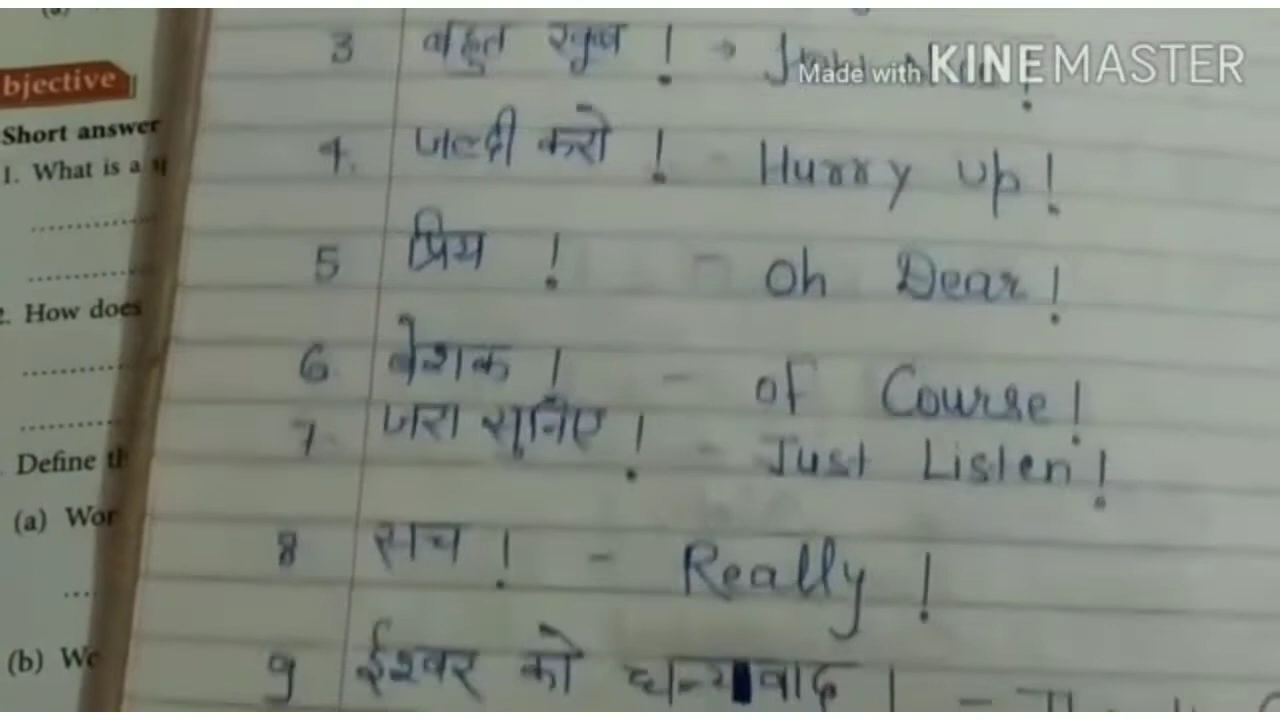 bjective
Short answer
1. What is a
How does
Define
(a) Wor
(b) We
Made with KINEMASTER
3 बहुत खुब ! →
4. जल्दी करो ! - Hurry up!
5 प्रिय ! - Oh Dear!
6 बेशक ! - of Course!
7. जरा सुनिए ! - Just Listen!
8 सच ! - Really !
9 ईश्वर को धन्यवाद ! -